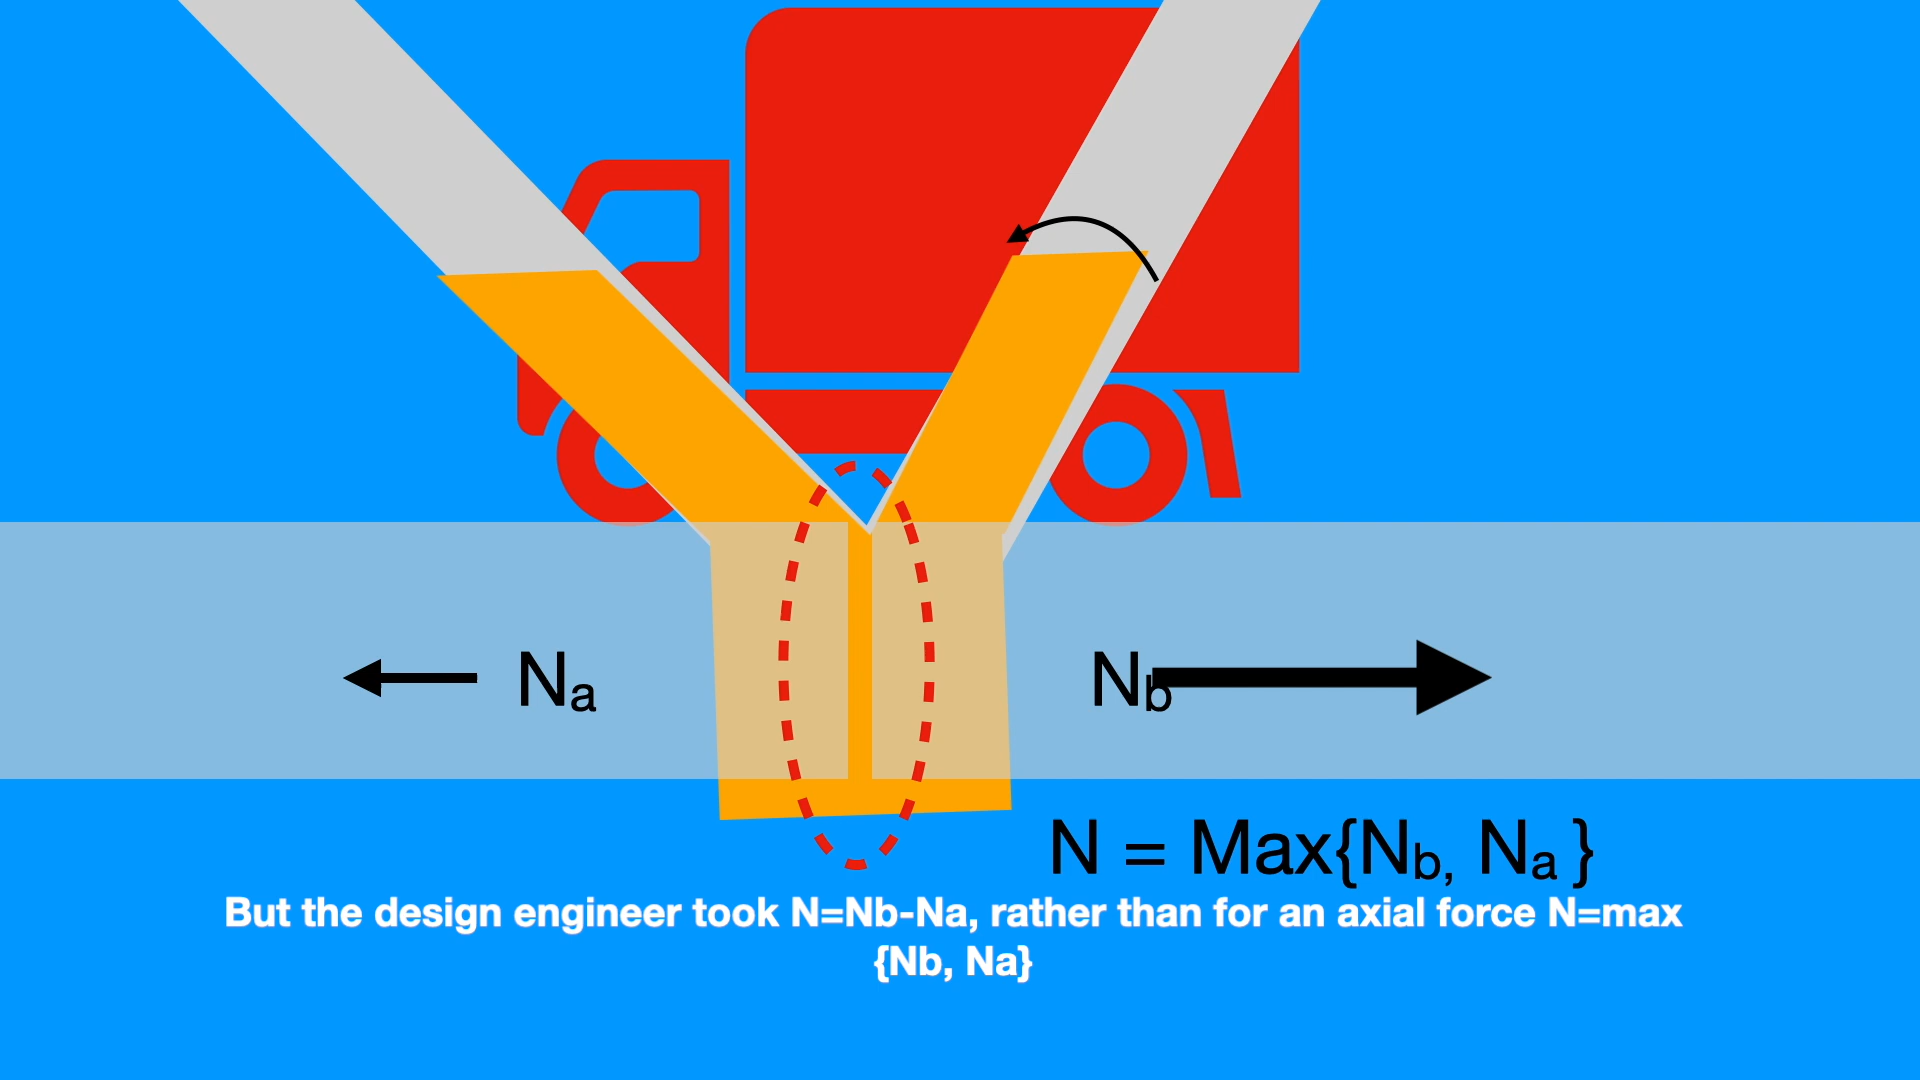 Na
Nb
N = Max{Nb, Na }
But the design engineer took N=Nb-Na, rather than for an axial force N=max
{Nb, Na}